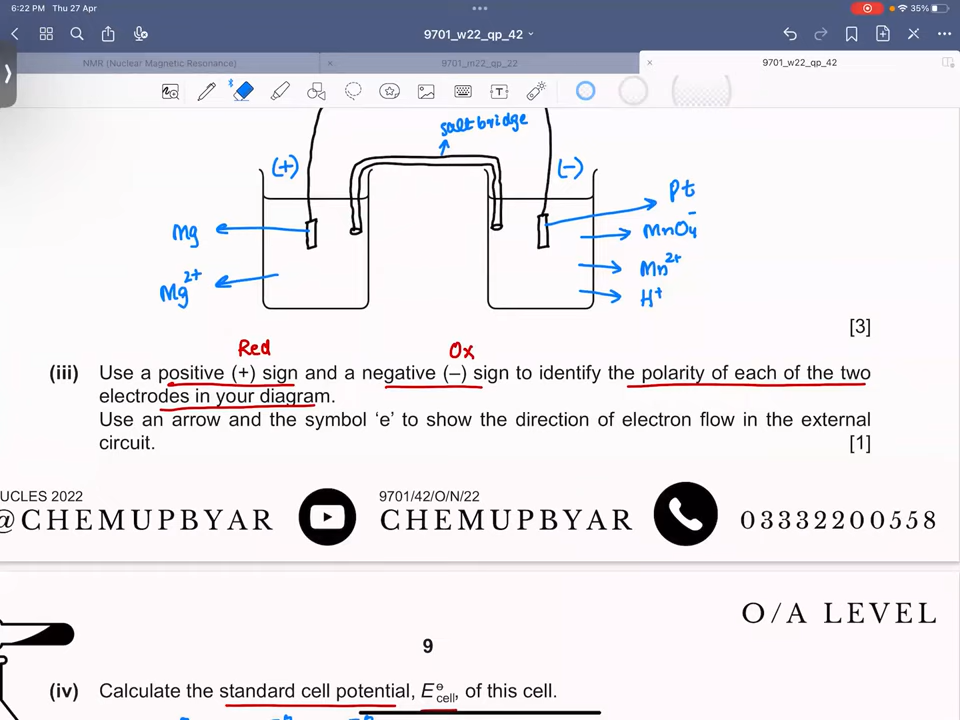 6:22 PM Thu 27 Apr
35%
9701_w22_qp_42
NMR (Nuclear Magnetic Resonance)
9701_m22_qp_22
9701_w22_qp_42
salt bridge
(+)
(-)
Pt
Mg
MnO₄⁻
Mg²⁺
Mn²⁺
H⁺
[3]
Red
Ox
(iii) Use a positive (+) sign and a negative (–) sign to identify the polarity of each of the two
electrodes in your diagram.
Use an arrow and the symbol ‘e’ to show the direction of electron flow in the external
circuit. [1]
UCLES 2022
9701/42/O/N/22
@CHEMUPBYAR
CHEMUPBYAR
03332200558
O/A LEVEL
9
(iv) Calculate the standard cell potential, E⦵cell, of this cell.